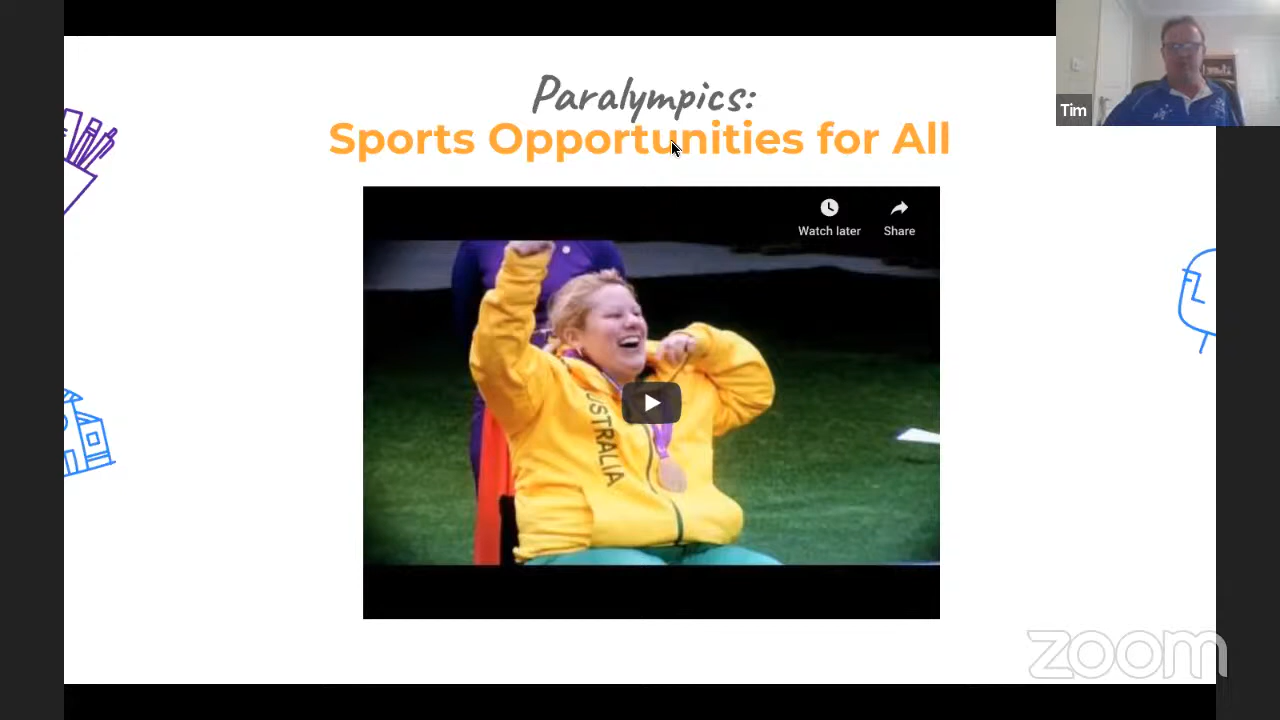 Paralympics:
Sports Opportunities for All
Tim
Watch later
Share
AUSTRALIA
zoom